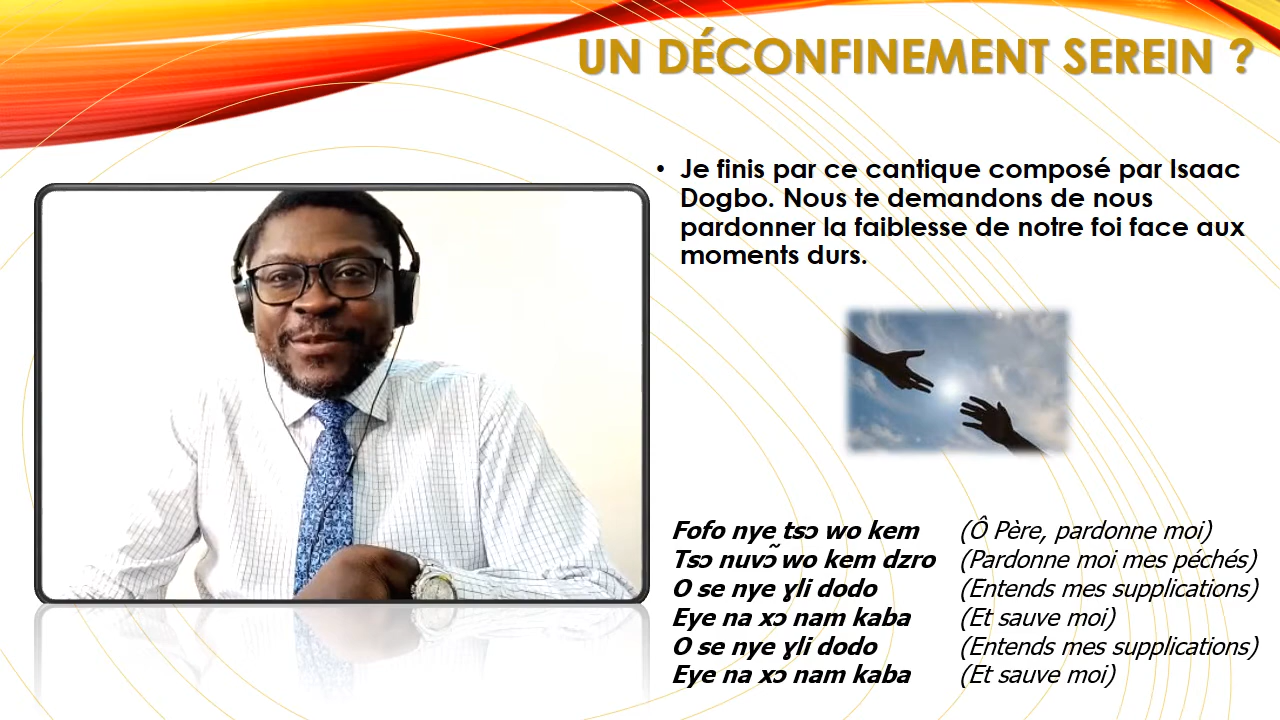 UN DÉCONFINEMENT SEREIN ?
• Je finis par ce cantique composé par Isaac
Dogbo. Nous te demandons de nous
pardonner la faiblesse de notre foi face aux
moments durs.
Fofo nye tsɔ wo kem (Ô Père, pardonne moi)
Tsɔ nuvɔ̃ wo kem dzro (Pardonne moi mes péchés)
O se nye ɣli dodo (Entends mes supplications)
Eye na xɔ nam kaba (Et sauve moi)
O se nye ɣli dodo (Entends mes supplications)
Eye na xɔ nam kaba (Et sauve moi)